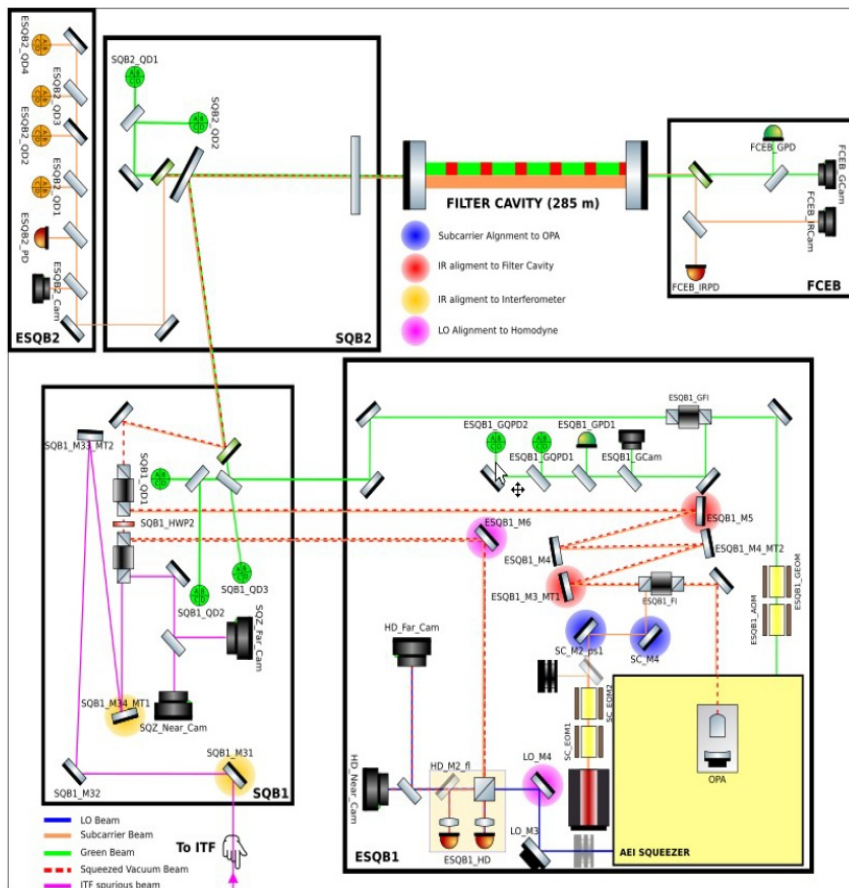 ESQB2_QD4
ESQB2_QD3
ESQB2_QD2
ESQB2_QD1
ESQB2_PD
ESQB2_Cam
ESQB2
SQB2_QD1
SQB2_QD2
SQB2
FILTER CAVITY (285 m)
Subcarrier Alignment to OPA
IR aligment to Filter Cavity
IR aligment to Interferometer
LO Alignment to Homodyne
FCEB_GPD
FCEB_GCam
FCEB_IRCam
FCEB_IRPD
FCEB
SQB1_M33_MT2
SQB1_QD1
SQB1_HWP2
SQB1_QD2
SQB1_QD3
SQZ_Far_Cam
SQB1_M34_MT1
SQZ_Near_Cam
SQB1_M31
SQB1_M32
SQB1
ESQB1_GFI
ESQB1_GQPD2
ESQB1_GPD1
ESQB1_GQPD1
ESQB1_GCam
ESQB1_M6
ESQB1_M5
ESQB1_M4
ESQB1_M4_MT2
ESQB1_M3_MT1
ESQB1_FI
ESQB1_GEOM
ESQB1_AOM
SC_M2_ps1
SC_M4
HD_Far_Cam
SC_EOM2
SC_EOM1
HD_Near_Cam
HD_M2_fl
LO_M4
LO_M3
OPA
ESQB1_HD
ESQB1
AEI SQUEEZER
LO Beam
Subcarrier Beam
Green Beam
Squeezed Vacuum Beam
ITF spurious beam
To ITF